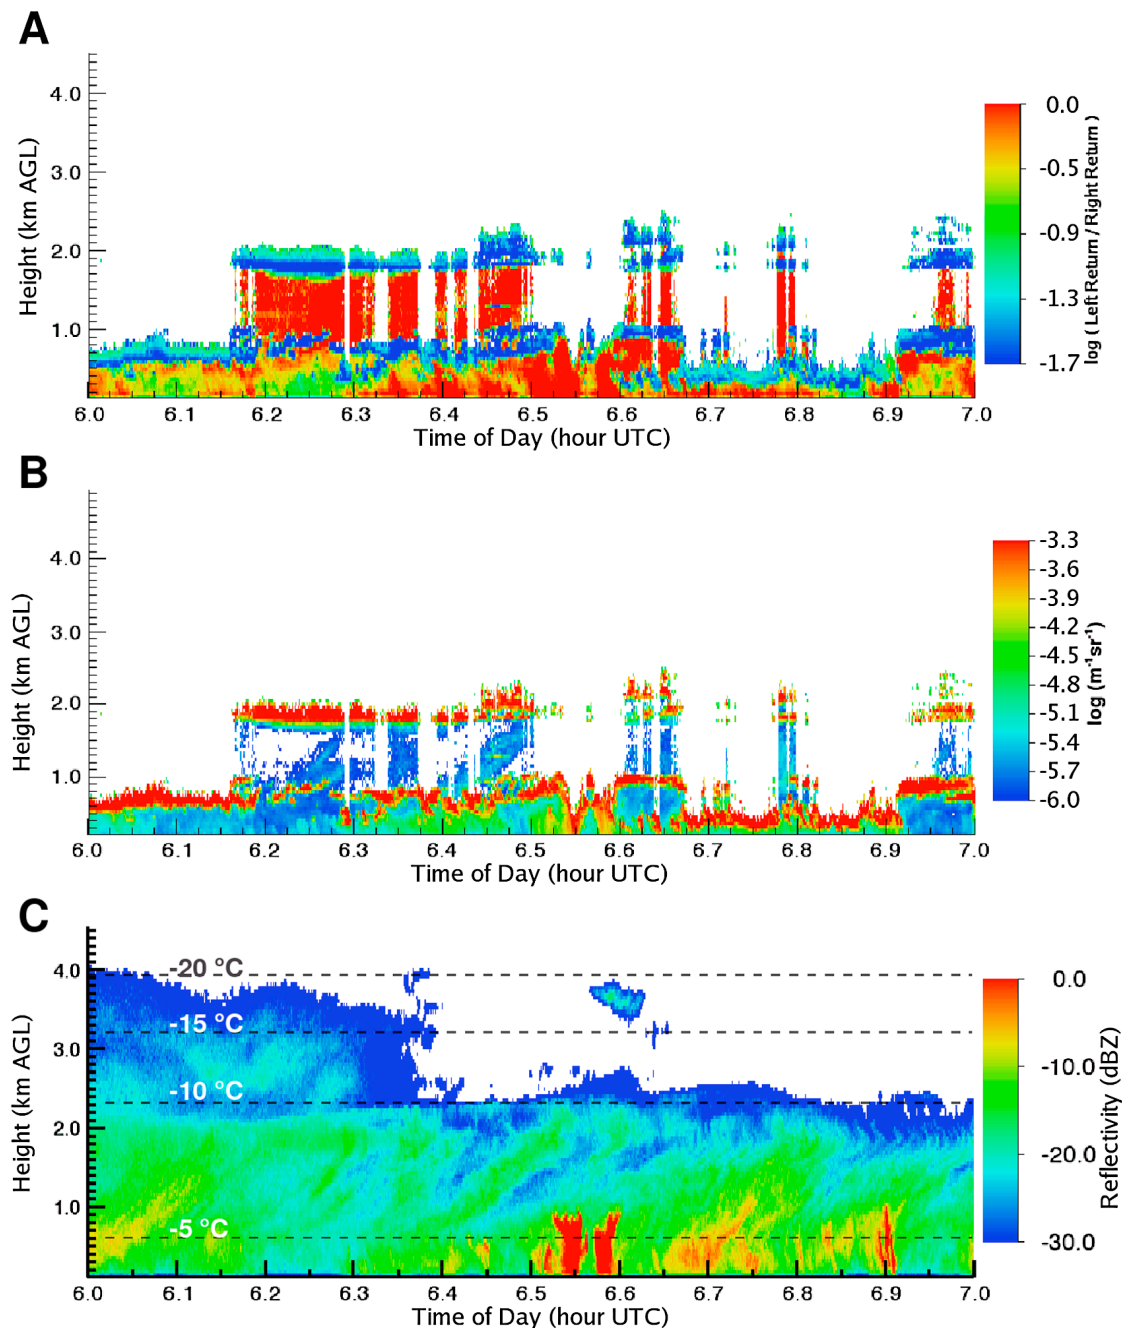 A
4.0
3.0
2.0
1.0
Height (km AGL)
6.0 6.1 6.2 6.3 6.4 6.5 6.6 6.7 6.8 6.9 7.0
Time of Day (hour UTC)
0.0
-0.5
-0.9
-1.3
-1.7
log ( Left Return / Right Return )
B
4.0
3.0
2.0
1.0
Height (km AGL)
6.0 6.1 6.2 6.3 6.4 6.5 6.6 6.7 6.8 6.9 7.0
Time of Day (hour UTC)
-3.3
-3.6
-3.9
-4.2
-4.5
-4.8
-5.1
-5.4
-5.7
-6.0
log (m⁻¹sr⁻¹)
C
4.0
3.0
2.0
1.0
Height (km AGL)
-20 °C
-15 °C
-10 °C
-5 °C
6.0 6.1 6.2 6.3 6.4 6.5 6.6 6.7 6.8 6.9 7.0
Time of Day (hour UTC)
0.0
-10.0
-20.0
-30.0
Reflectivity (dBZ)